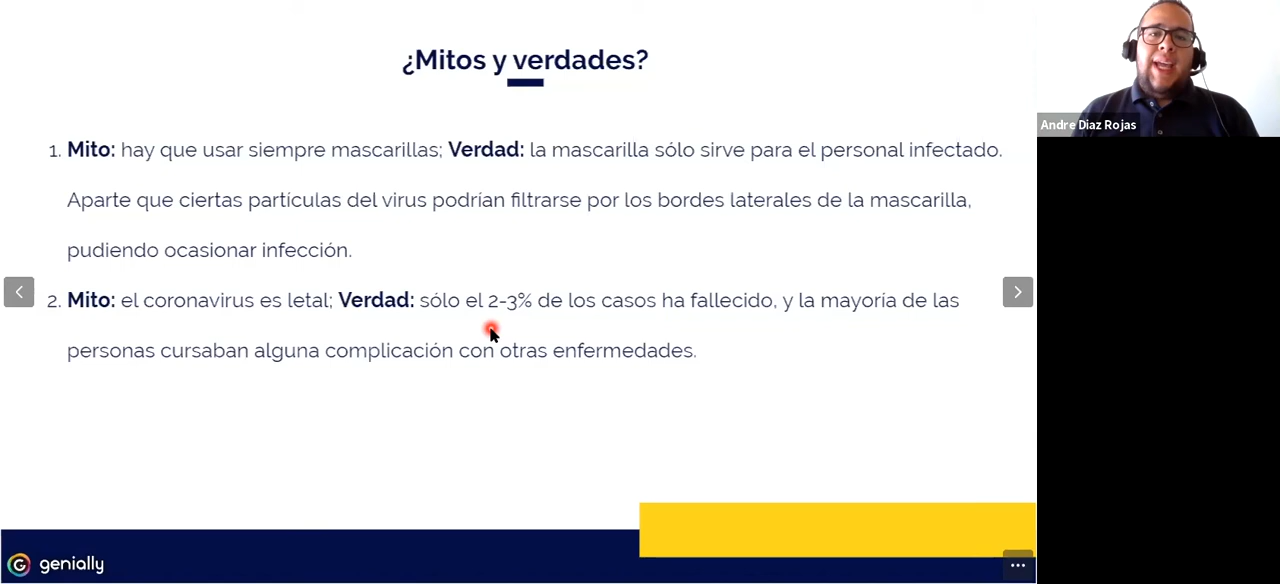 ¿Mitos y verdades?
1. Mito: hay que usar siempre mascarillas; Verdad: la mascarilla sólo sirve para el personal infectado.
Aparte que ciertas partículas del virus podrían filtrarse por los bordes laterales de la mascarilla,
pudiendo ocasionar infección.
2. Mito: el coronavirus es letal; Verdad: sólo el 2-3% de los casos ha fallecido, y la mayoría de las
personas cursaban alguna complicación con otras enfermedades.
Andre Diaz Rojas
genially